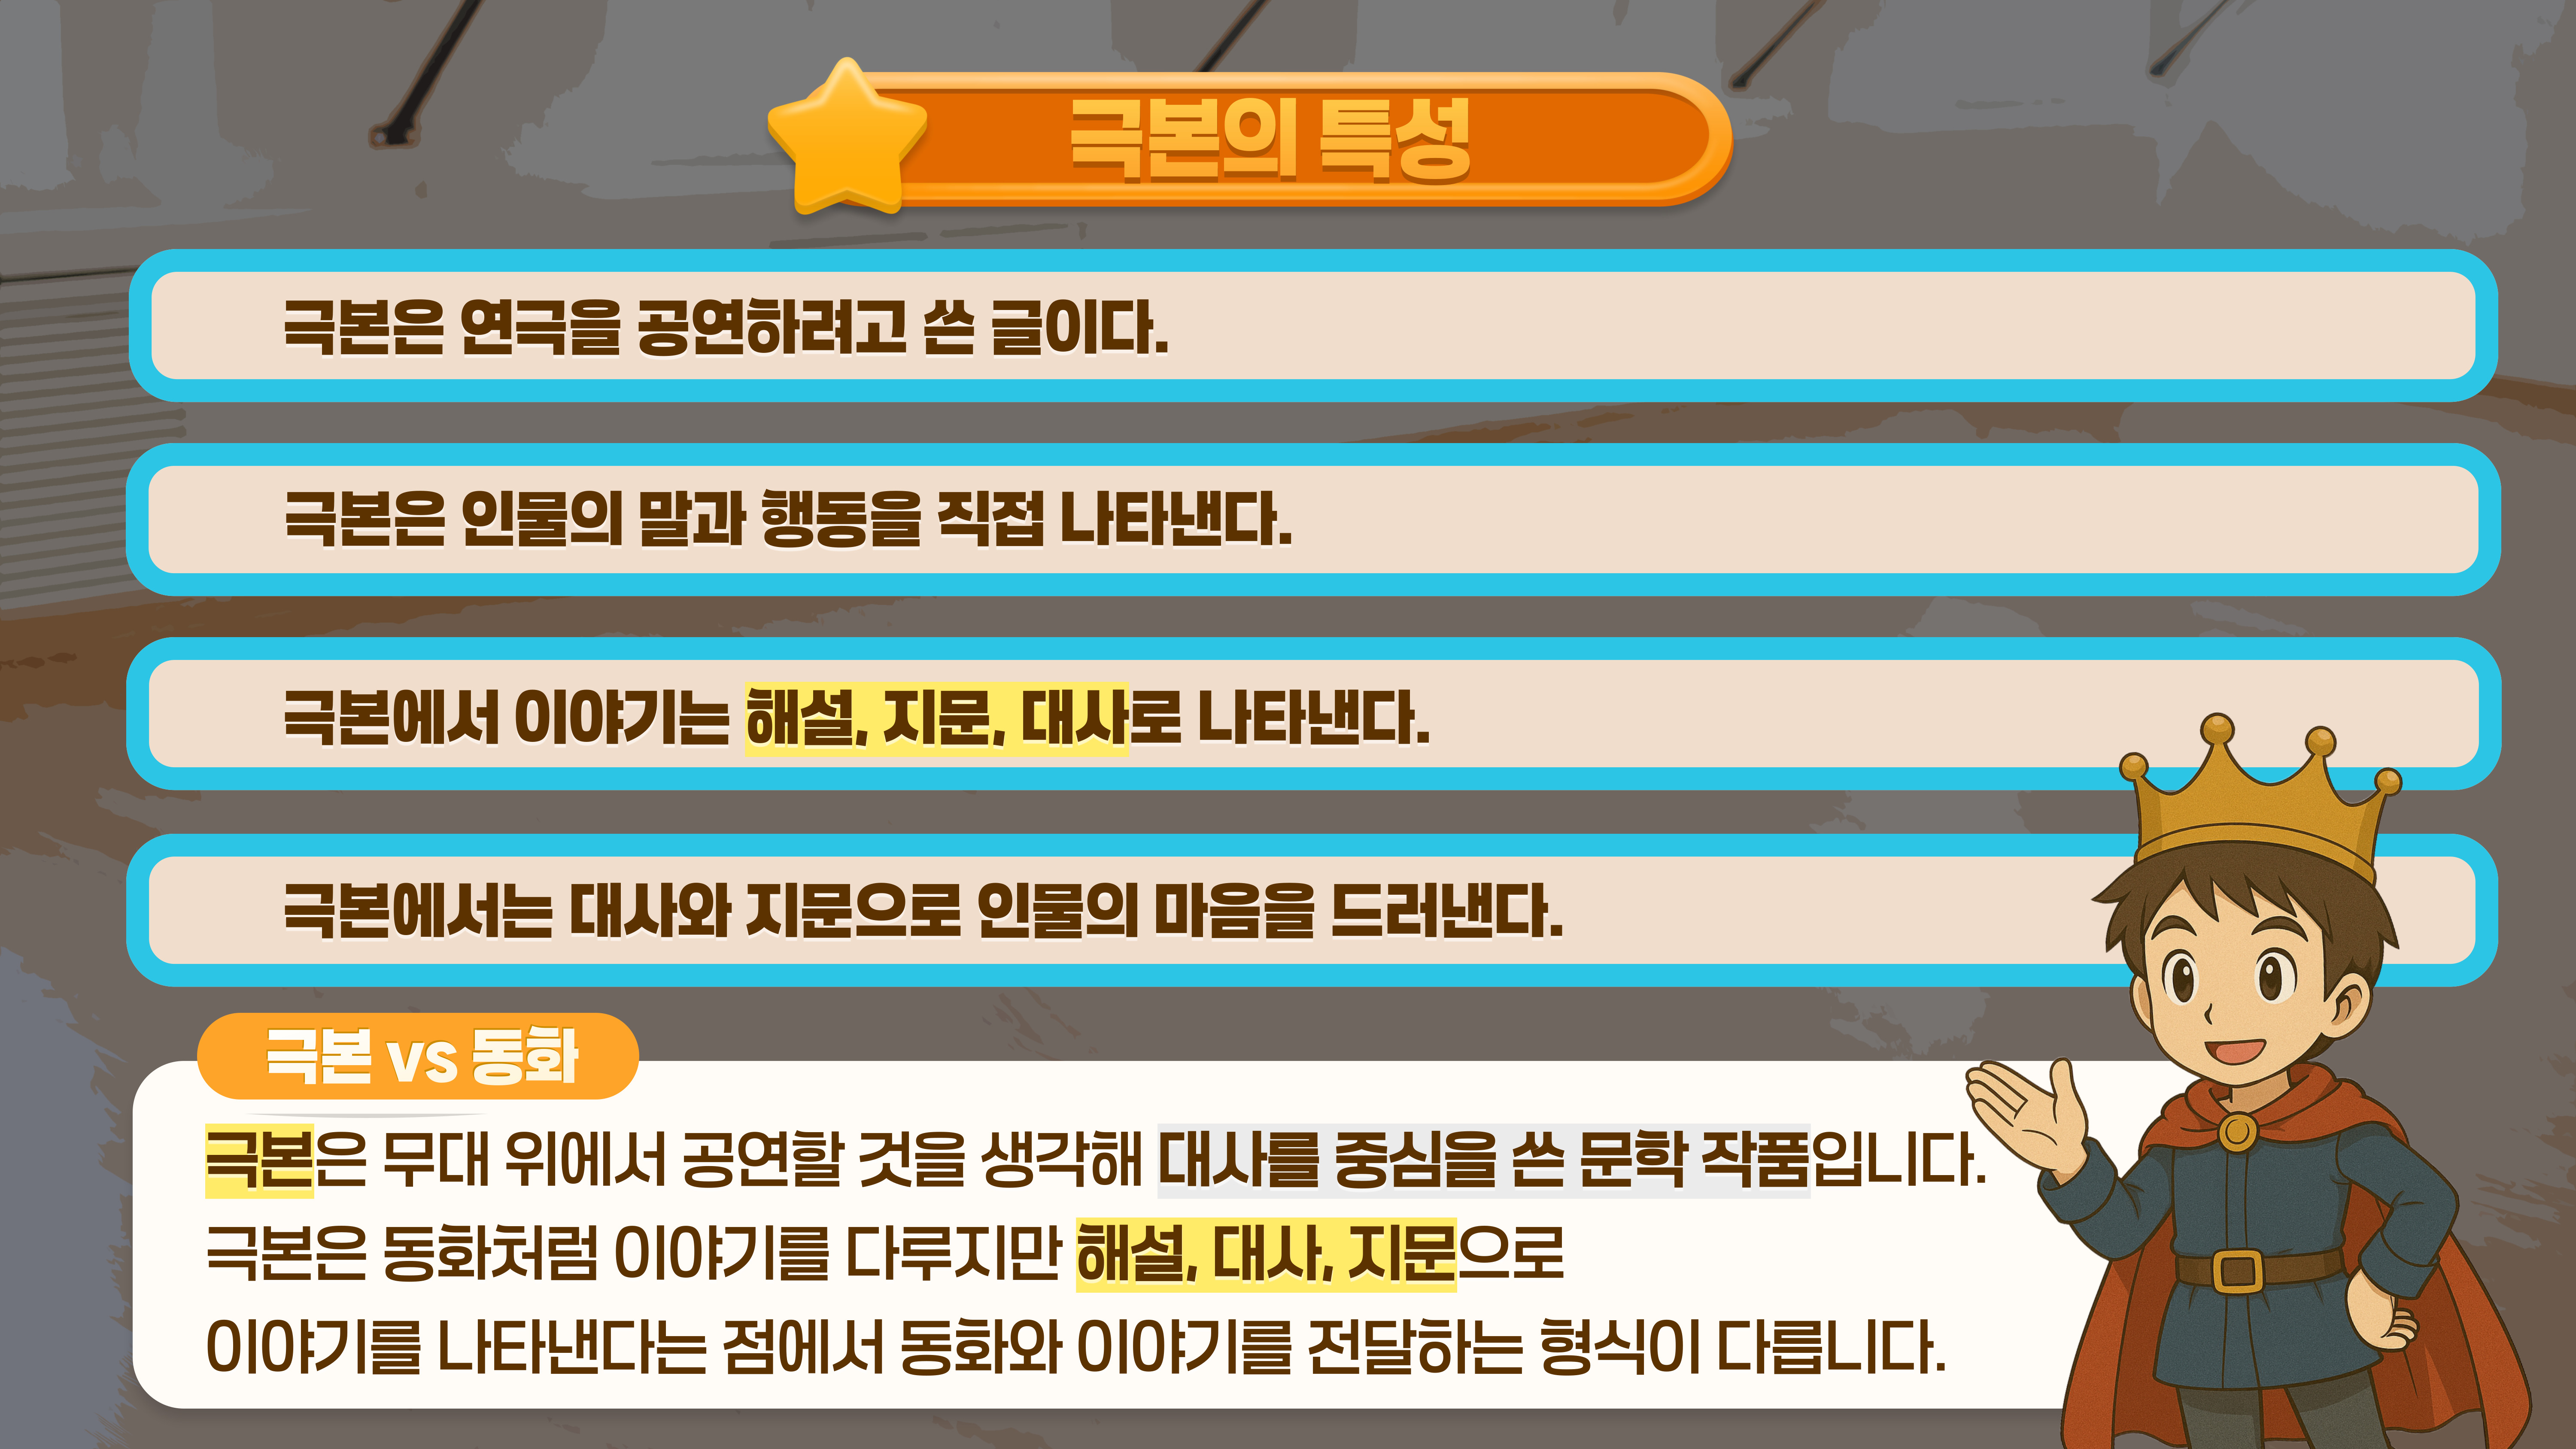 극본의 특성
극본은 연극을 공연하려고 쓴 글이다.
극본은 인물의 말과 행동을 직접 나타낸다.
극본에서 이야기는 해설, 지문, 대사로 나타낸다.
극본에서는 대사와 지문으로 인물의 마음을 드러낸다.
극본 vs 동화
극본은 무대 위에서 공연할 것을 생각해 대사를 중심을 쓴 문학 작품입니다.
극본은 동화처럼 이야기를 다루지만 해설, 대사, 지문으로
이야기를 나타낸다는 점에서 동화와 이야기를 전달하는 형식이 다릅니다.